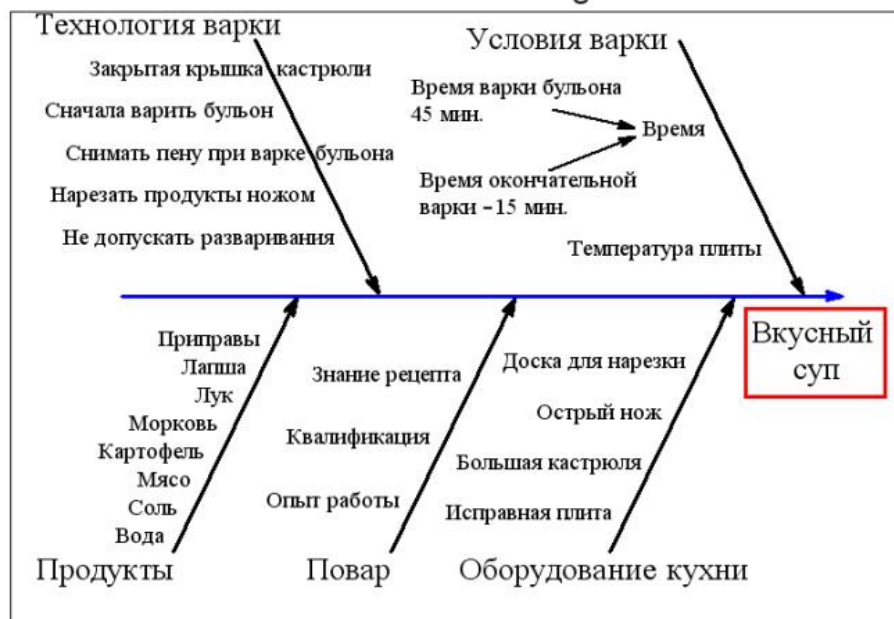 Технология варки
Закрытая крышка кастрюли
Сначала варить бульон
Снимать пену при варке бульона
Нарезать продукты ножом
Не допускать разваривания
Условия варки
Время варки бульона
45 мин.
Время
Время окончательной
варки -15 мин.
Температура плиты
Вкусный
суп
Приправы
Лапша
Лук
Морковь
Картофель
Мясо
Соль
Вода
Продукты
Знание рецепта
Квалификация
Опыт работы
Повар
Доска для нарезки
Острый нож
Большая кастрюля
Исправная плита
Оборудование кухни